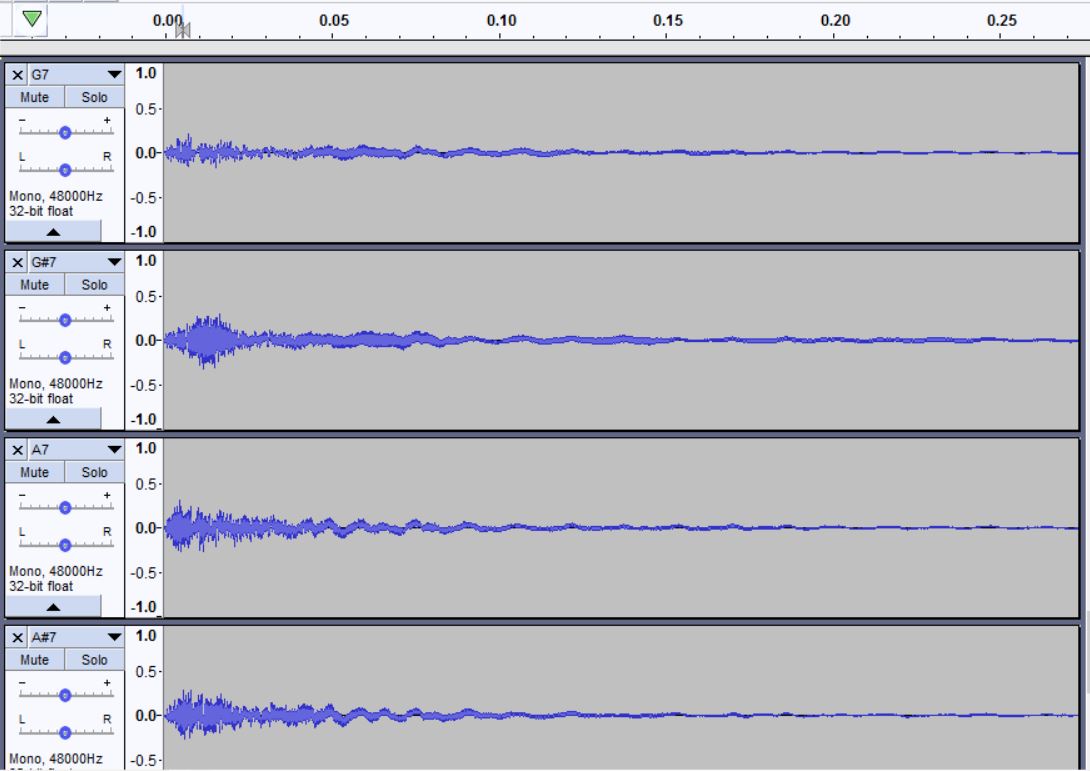 0.00 0.05 0.10 0.15 0.20 0.25
× G7 1.0
Mute Solo
0.5
- +
L R 0.0
Mono, 48000Hz -0.5
32-bit float
-1.0
× G#7 1.0
Mute Solo
0.5
- +
L R 0.0
Mono, 48000Hz -0.5
32-bit float
-1.0
× A7 1.0
Mute Solo
0.5
- +
L R 0.0
Mono, 48000Hz -0.5
32-bit float
-1.0
× A#7 1.0
Mute Solo
0.5
- +
L R 0.0
Mono, 48000Hz -0.5